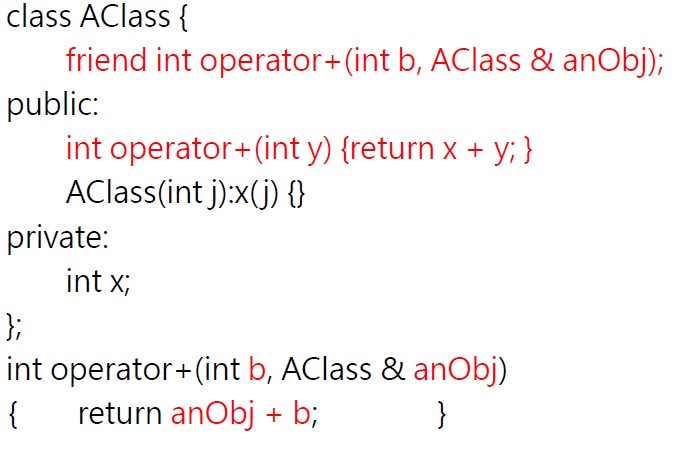 class AClass {
friend int operator+(int b, AClass & anObj);
public:
int operator+(int y) {return x + y; }
AClass(int j):x(j) {}
private:
int x;
};
int operator+(int b, AClass & anObj)
{ return anObj + b; }